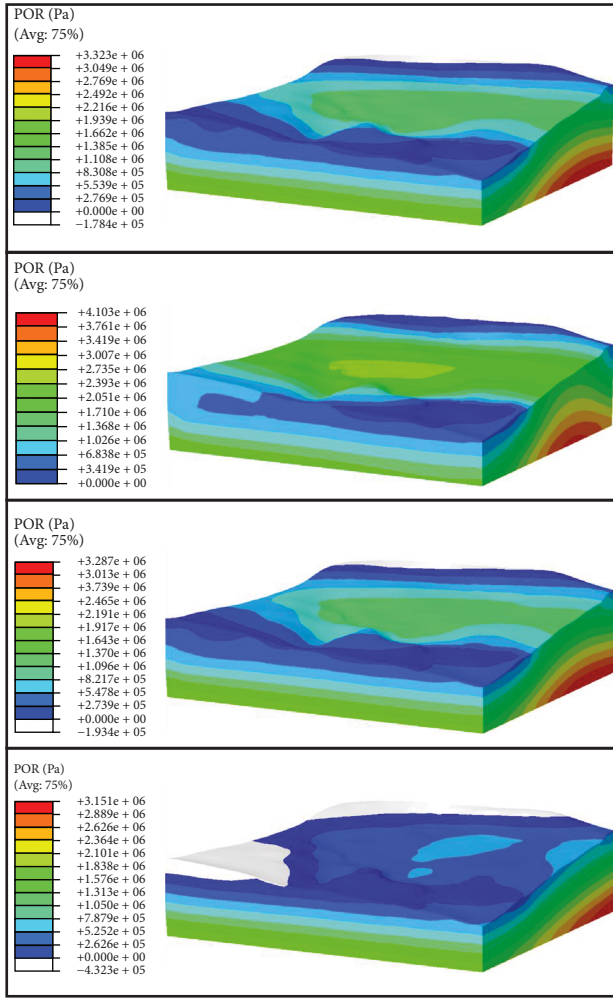 POR (Pa)
(Avg: 75%)
+3.323e + 06
+3.049e + 06
+2.769e + 06
+2.492e + 06
+2.216e + 06
+1.939e + 06
+1.662e + 06
+1.385e + 06
+1.108e + 06
+8.308e + 05
+5.539e + 05
+2.769e + 05
+0.000e + 00
−1.784e + 05
POR (Pa)
(Avg: 75%)
+4.103e + 06
+3.761e + 06
+3.419e + 06
+3.007e + 06
+2.735e + 06
+2.393e + 06
+2.051e + 06
+1.710e + 06
+1.368e + 06
+1.026e + 06
+6.838e + 05
+3.419e + 05
+0.000e + 00
POR (Pa)
(Avg: 75%)
+3.287e + 06
+3.013e + 06
+3.739e + 06
+2.465e + 06
+2.191e + 06
+1.917e + 06
+1.643e + 06
+1.370e + 06
+1.096e + 06
+8.217e + 05
+5.478e + 05
+2.739e + 05
+0.000e + 00
−1.934e + 05
POR (Pa)
(Avg: 75%)
+3.151e + 06
+2.889e + 06
+2.626e + 06
+2.364e + 06
+2.101e + 06
+1.838e + 06
+1.576e + 06
+1.313e + 06
+1.050e + 06
+7.879e + 05
+5.252e + 05
+2.626e + 05
+0.000e + 00
−4.323e + 05